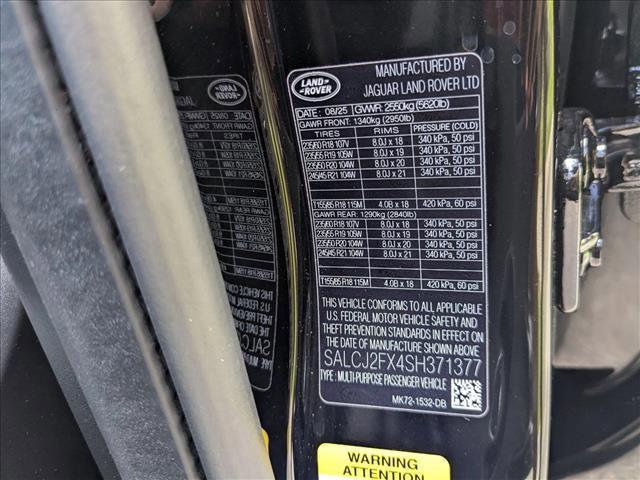 LAND-
-ROVER
MANUFACTURED BY
JAGUAR LAND ROVER LTD
DATE : 08/25 GVWR: 2550kg (5620lb)
GAWR FRONT: 1340kg (2950lb)
TIRES RIMS PRESSURE (COLD)
235/60 R18 107V 8.0J x 18 340 kPa, 50 psi
235/55 R19 105W 8.0J x 19 340 kPa, 50 psi
235/50 R20 104W 8.0J x 20 340 kPa, 50 psi
245/45 R21 104W 8.0J x 21 340 kPa, 50 psi
T155/85 R18 115M 4.0B x 18 420 kPa, 60 psi
GAWR REAR: 1290kg (2840lb)
235/60 R18 107V 8.0J x 18 340 kPa, 50 psi
235/55 R19 105W 8.0J x 19 340 kPa, 50 psi
235/50 R20 104W 8.0J x 20 340 kPa, 50 psi
245/45 R21 104W 8.0J x 21 340 kPa, 50 psi
T155/85 R18 115M 4.0B x 18 420 kPa, 60 psi
THIS VEHICLE CONFORMS TO ALL APPLICABLE
U.S. FEDERAL MOTOR VEHICLE SAFETY AND
THEFT PREVENTION STANDARDS IN EFFECT ON
THE DATE OF MANUFACTURE SHOWN ABOVE.
SALCJ2FX4SH371377
TYPE : MULTI-PURPOSE PASSENGER VEHICLE
MK72-1532-DB
WARNING
ATTENTION